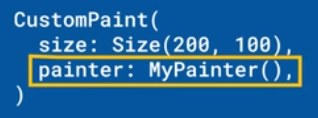 CustomPaint(
  size: Size(200, 100),
  painter: MyPainter(),
)